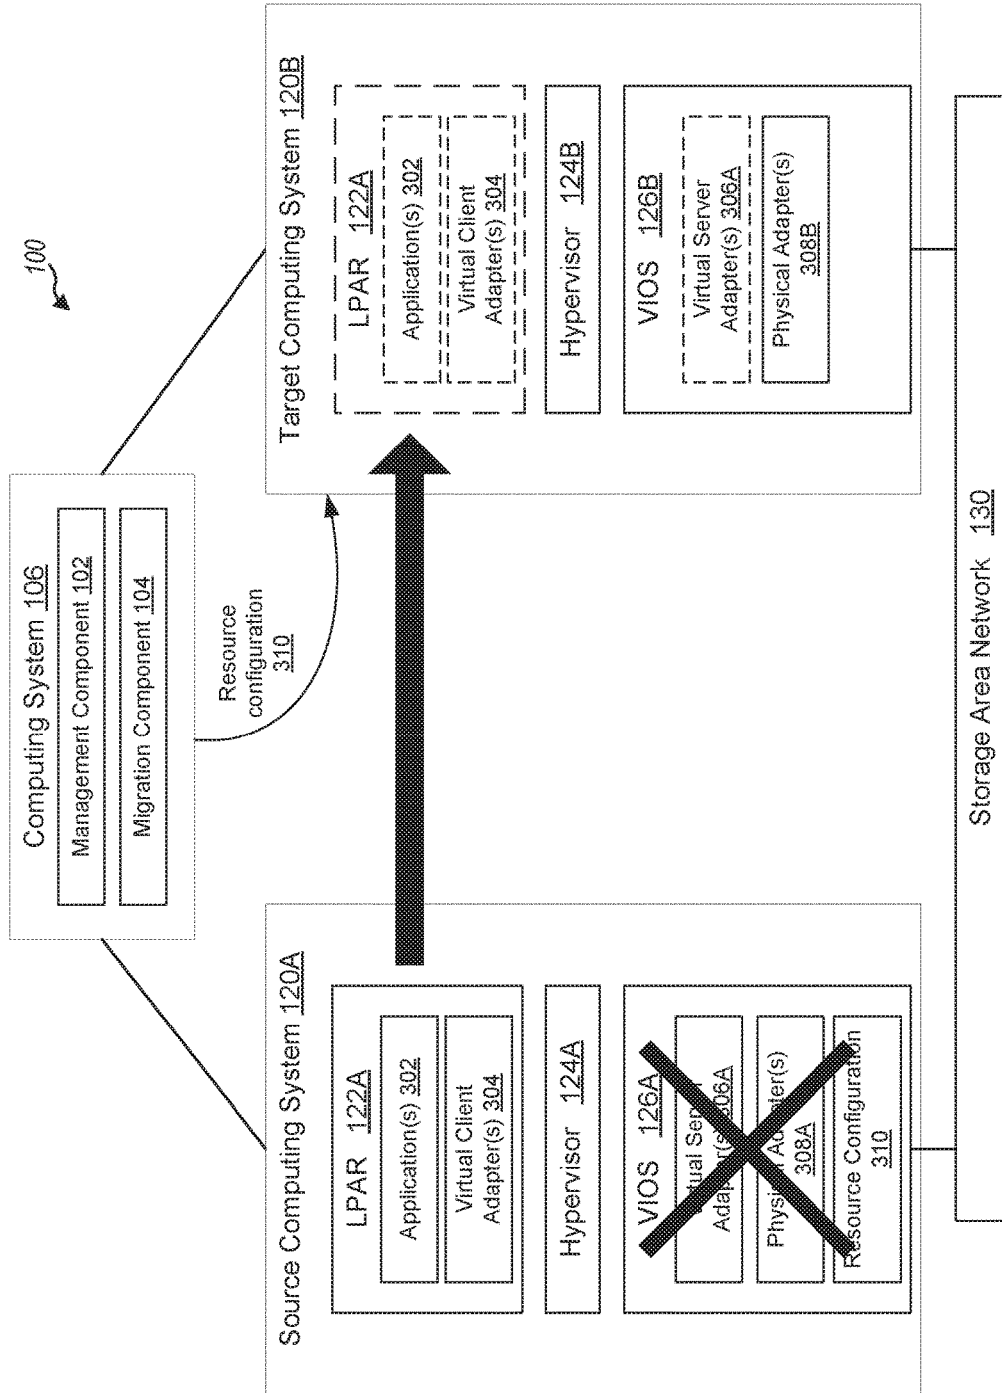 100
Computing System 106
Management Component 102
Migration Component 104
Resource
configuration
310
Source Computing System 120A
LPAR 122A
Application(s) 302
Virtual Client
Adapter(s) 304
Hypervisor 124A
VIOS 126A
Virtual Server
Adapter(s) 306A
Physical Adapter(s)
308A
Resource Configuration
310
Target Computing System 120B
LPAR 122A
Application(s) 302
Virtual Client
Adapter(s) 304
Hypervisor 124B
VIOS 126B
Virtual Server
Adapter(s) 306A
Physical Adapter(s)
308B
Storage Area Network 130